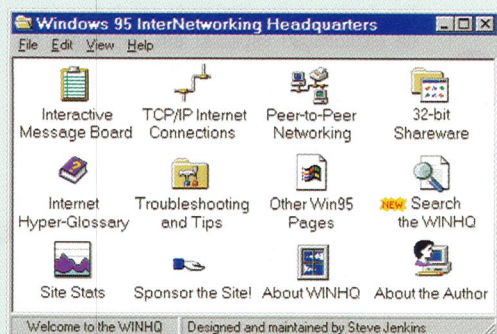 Windows 95 InterNetworking Headquarters
File Edit View Help
Interactive
Message Board
TCP/IP Internet
Connections
Peer-to-Peer
Networking
32-bit
Shareware
Internet
Hyper-Glossary
Troubleshooting
and Tips
Other Win95
Pages
NEW Search
the WINHQ
Site Stats
Sponsor the Site!
About WINHQ
About the Author
Welcome to the WINHQ
Designed and maintained by Steve Jenkins